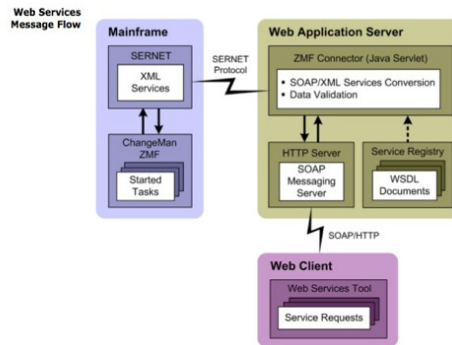 Web Services
Message Flow
Mainframe
SERNET
XML
Services
ChangeMan
ZMF
Started
Tasks
SERNET
Protocol
Web Application Server
ZMF Connector (Java Servlet)
• SOAP/XML Services Conversion
• Data Validation
HTTP Server
SOAP
Messaging
Server
Service Registry
WSDL
Documents
SOAP/HTTP
Web Client
Web Services Tool
Service Requests